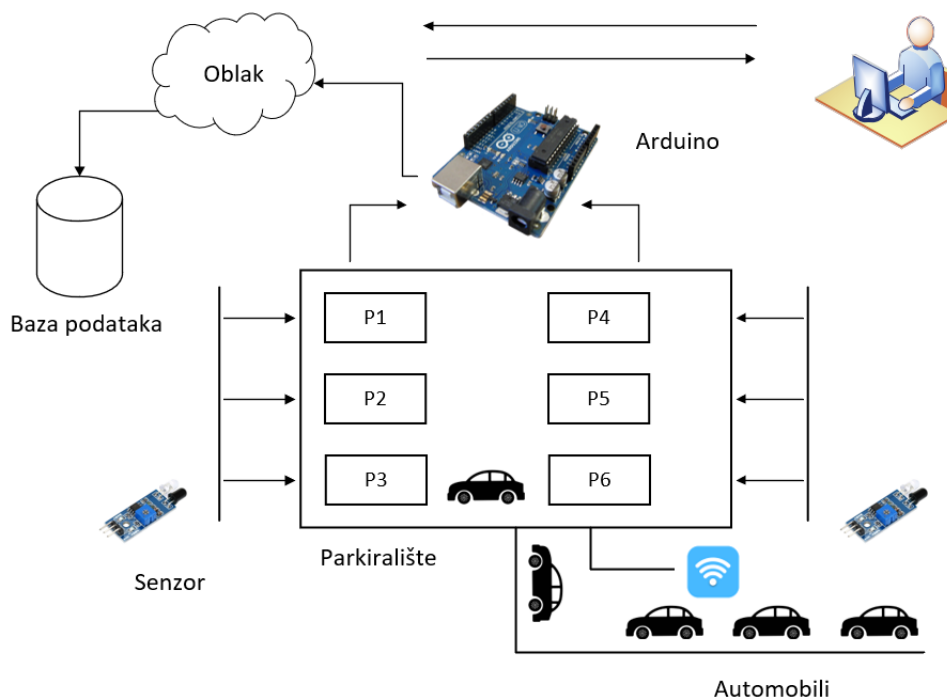 Oblak
Arduino
Baza podataka
P1
P4
P2
P5
P3
P6
Parkiralište
Senzor
Automobili